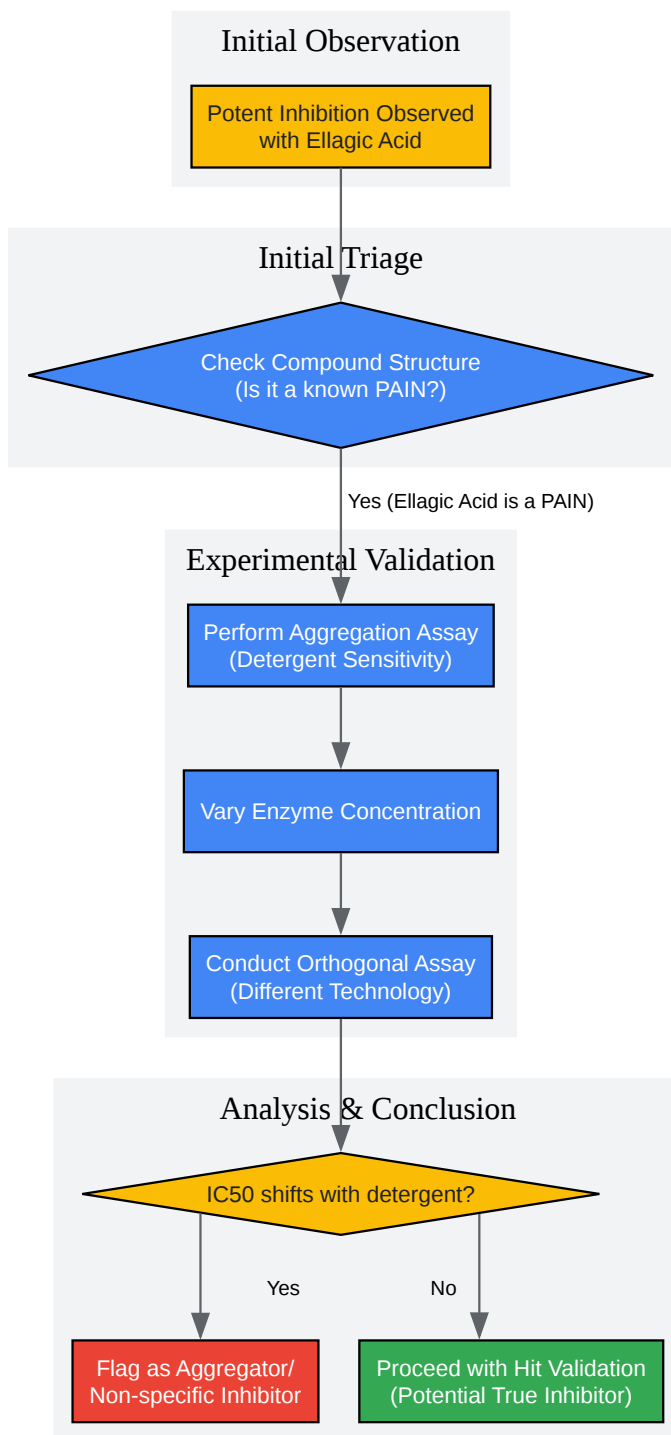 Initial Observation
Potent Inhibition Observed
with Ellagic Acid
Initial Triage
Check Compound Structure
(Is it a known PAIN?)
Yes (Ellagic Acid is a PAIN)
Experimental Validation
Perform Aggregation Assay
(Detergent Sensitivity)
Vary Enzyme Concentration
Conduct Orthogonal Assay
(Different Technology)
Analysis & Conclusion
IC50 shifts with detergent?
Yes
No
Flag as Aggregator/
Non-specific Inhibitor
Proceed with Hit Validation
(Potential True Inhibitor)